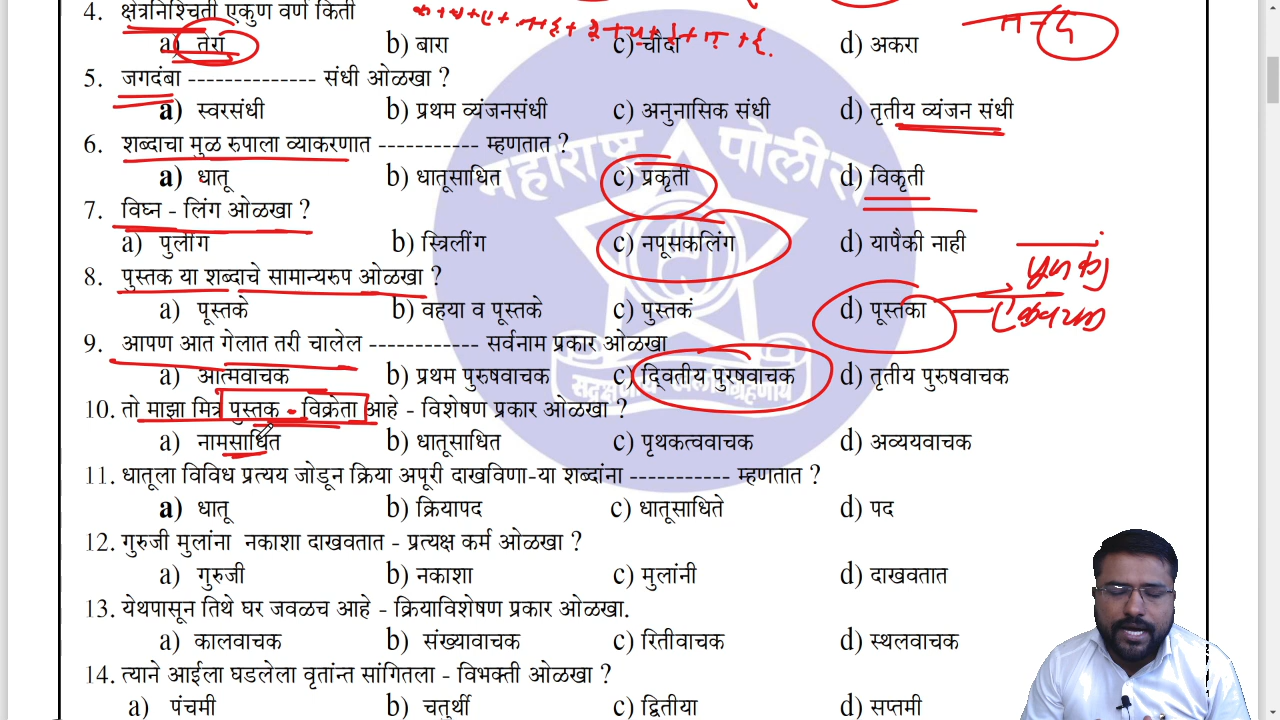 4. क्षेत्रनिश्चिती एकुण वर्ण किती
a) तेरा b) बारा c) चौदा d) अकरा
5. जगदंबा --------------- संधी ओळखा ?
a) स्वरसंधी b) प्रथम व्यंजनसंधी c) अनुनासिक संधी d) तृतीय व्यंजन संधी
6. शब्दाचा मुळ रूपाला व्याकरणात ----------- म्हणतात ?
a) धातू b) धातूसाधित c) प्रकृती d) विकृती
7. विघ्न - लिंग ओळखा ?
a) पुलींग b) स्त्रिलींग c) नपूसकलिंग d) यापैकी नाही
8. पुस्तक या शब्दाचे सामान्यरुप ओळखा ?
a) पूस्तके b) वहया व पूस्तके c) पुस्तकं d) पूस्तका
9. आपण आत गेलात तरी चालेल ------------ सर्वनाम प्रकार ओळखा
a) आत्मवाचक b) प्रथम पुरुषवाचक c) द्वितीय पुरषवाचक d) तृतीय पुरुषवाचक
10. तो माझा मित्र पुस्तक - विक्रेता आहे - विशेषण प्रकार ओळखा ?
a) नामसाधित b) धातूसाधित c) पृथकत्ववाचक d) अव्ययवाचक
11. धातूला विविध प्रत्यय जोडून क्रिया अपूरी दाखविणा-या शब्दांना ----------- म्हणतात ?
a) धातू b) क्रियापद c) धातूसाधिते d) पद
12. गुरुजी मुलांना नकाशा दाखवतात - प्रत्यक्ष कर्म ओळखा ?
a) गुरुजी b) नकाशा c) मुलांनी d) दाखवतात
13. येथपासून तिथे घर जवळच आहे - क्रियाविशेषण प्रकार ओळखा.
a) कालवाचक b) संख्यावाचक c) रितीवाचक d) स्थलवाचक
14. त्याने आईला घडलेला वृतांन्त सांगितला - विभक्ती ओळखा ?
a) पंचमी b) चतुर्थी c) द्वितीया d) सप्तमी
महाराष्ट्र पोलीस